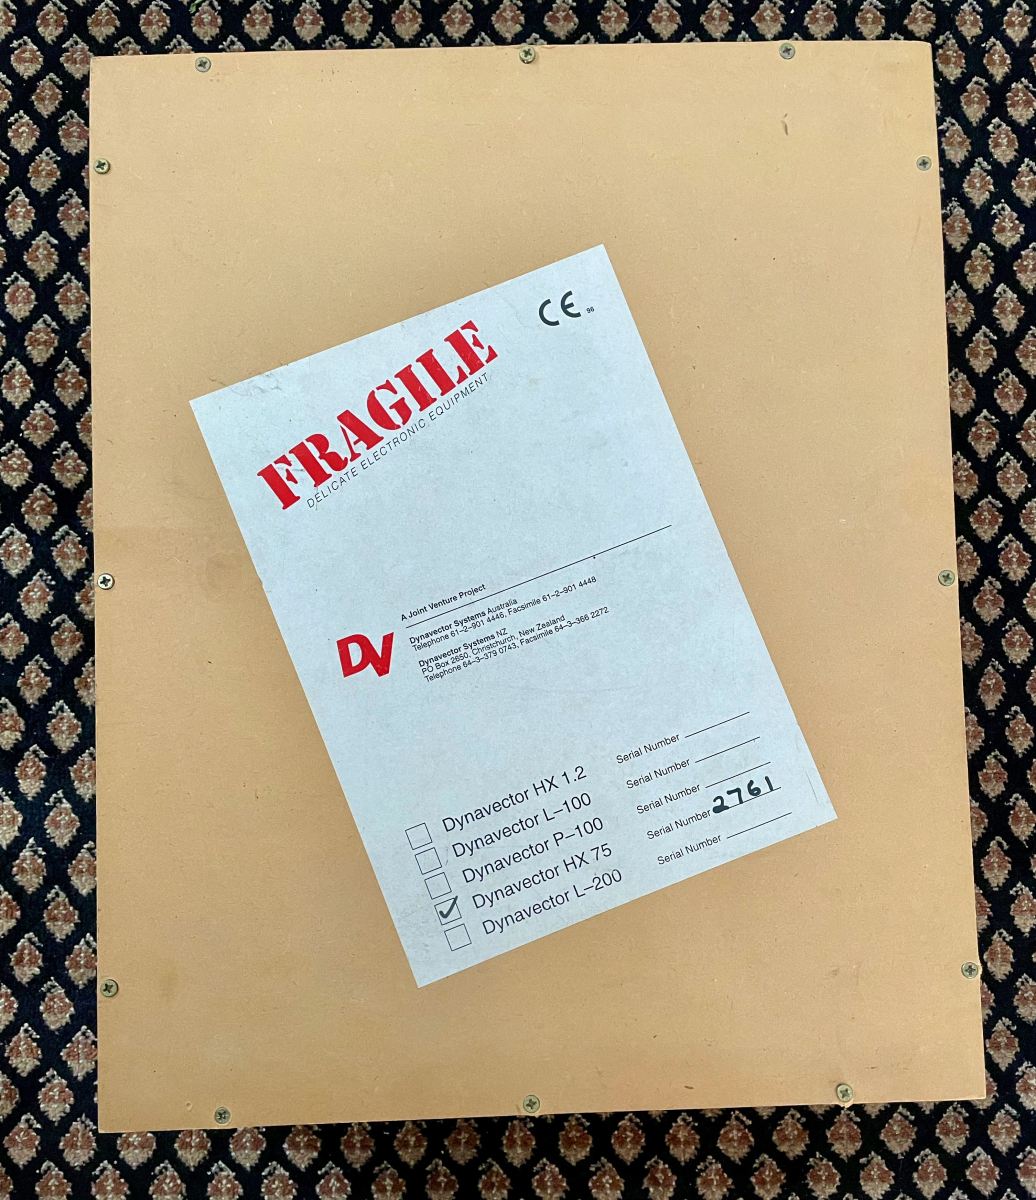 CE 96
FRAGILE
DELICATE ELECTRONIC EQUIPMENT
A Joint Venture Project
DV
Dynavector Systems Australia
Telephone 61–2–901 4446, Facsimile 61–2–901 4448
Dynavector Systems NZ
PO Box 2650, Christchurch, New Zealand
Telephone 64–3–379 0743, Facsimile 64–3–366 2272
Dynavector HX 1.2 Serial Number
Dynavector L–100 Serial Number
Dynavector P–100 Serial Number
✓ Dynavector HX 75 Serial Number 2761
Dynavector L–200 Serial Number